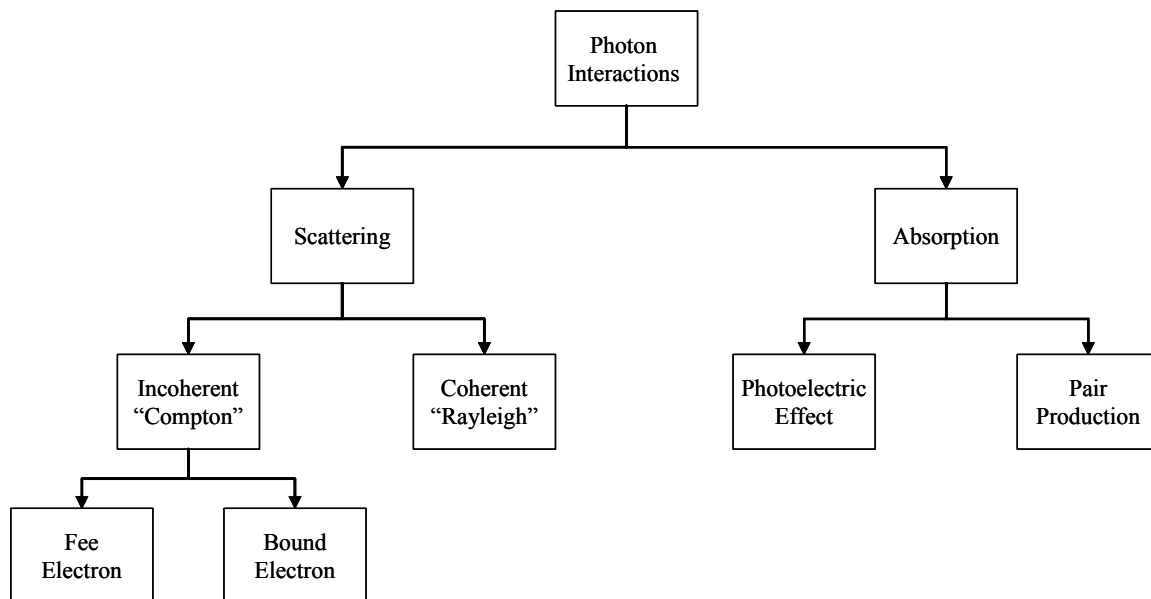 Photon
Interactions
Scattering
Absorption
Incoherent
“Compton”
Coherent
“Rayleigh”
Photoelectric
Effect
Pair
Production
Fee
Electron
Bound
Electron